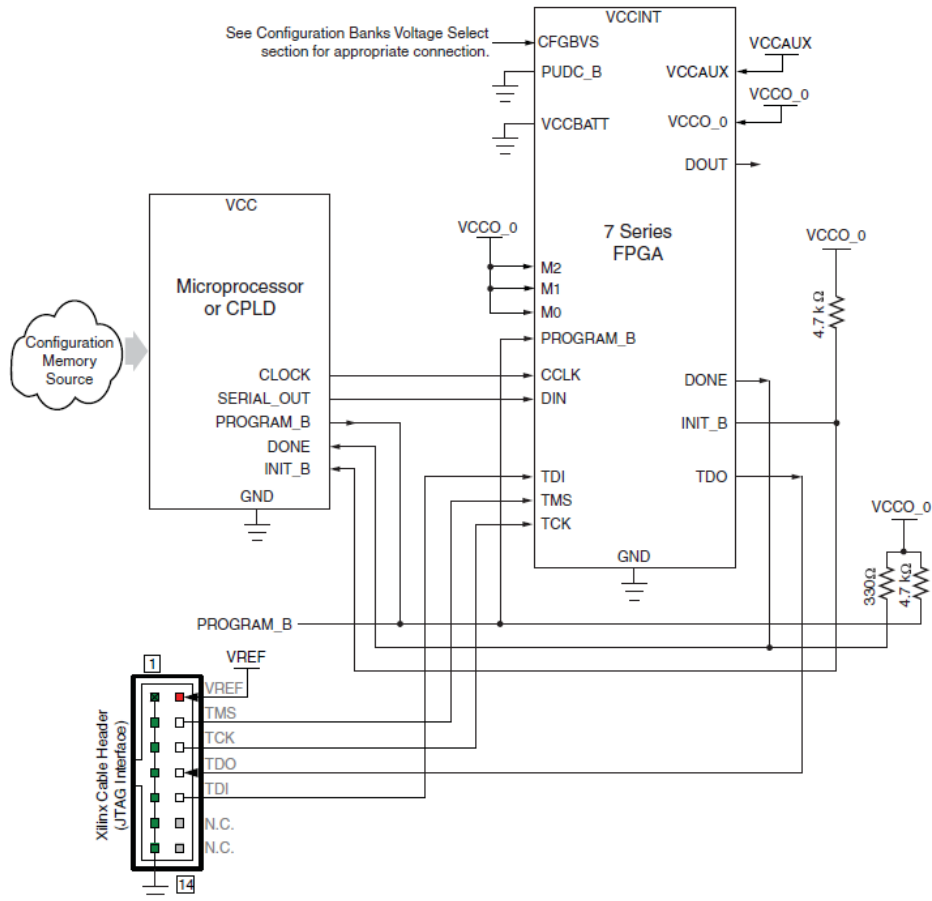 See Configuration Banks Voltage Select
section for appropriate connection.
VCCINT
CFGBVS
PUDC_B
VCCBATT
VCCAUX
VCCAUX
VCCO_0
VCCO_0
DOUT
7 Series
FPGA
VCCO_0
M2
M1
M0
PROGRAM_B
CCLK
DIN
TDI
TMS
TCK
DONE
INIT_B
TDO
GND
VCCO_0
4.7 k Ω
VCC
Microprocessor
or CPLD
Configuration
Memory
Source
CLOCK
SERIAL_OUT
PROGRAM_B
DONE
INIT_B
GND
VCCO_0
330Ω
4.7 kΩ
PROGRAM_B
VREF
1
VREF
TMS
TCK
TDO
TDI
N.C.
N.C.
14
Xilinx Cable Header
(JTAG Interface)